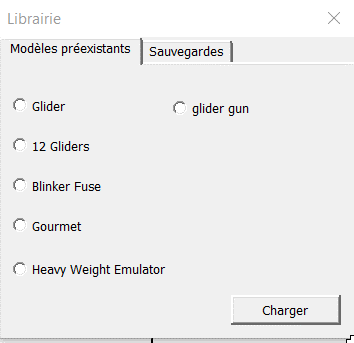 Librairie
Modèles préexistants
Sauvegardes
Glider
glider gun
12 Gliders
Blinker Fuse
Gourmet
Heavy Weight Emulator
Charger